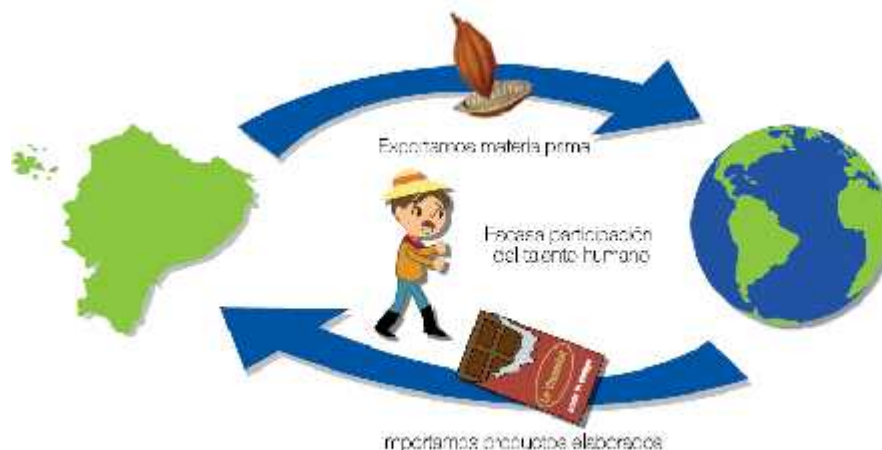 Exportamos materia prima
Escasa participación
del talento humano
Importamos productos elaborados